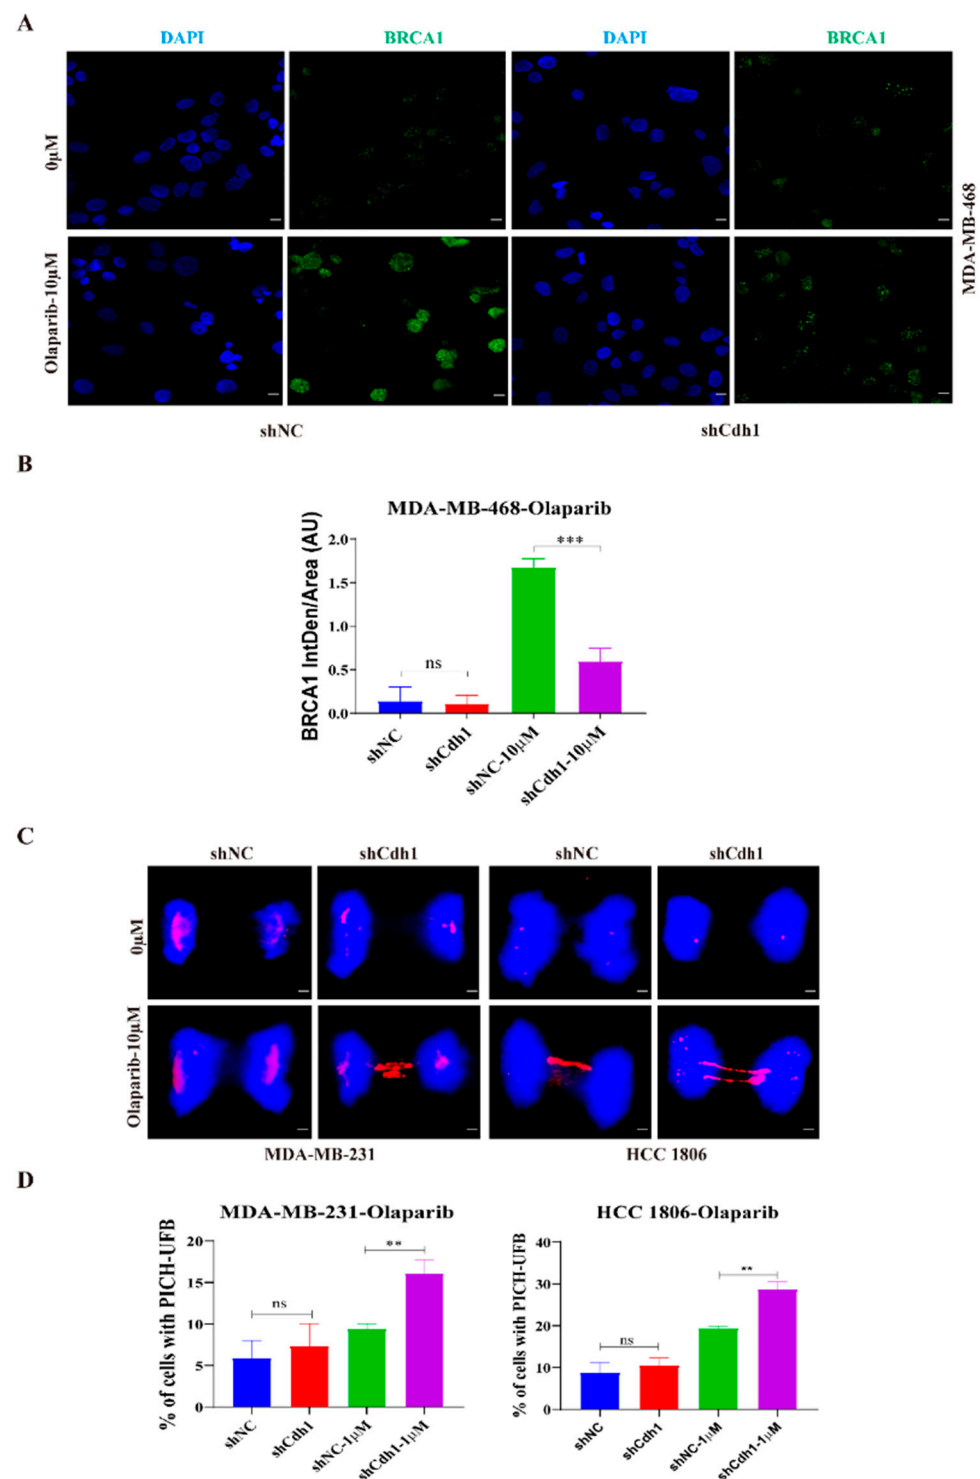 A
DAPI BRCA1 DAPI BRCA1
0μM
Olaparib-10μM
MDA-MB-468
shNC shCdh1
B
MDA-MB-468-Olaparib
BRCA1 IntDen/Area (AU)
2.0
1.5
1.0
0.5
0.0
ns
***
shNC shCdh1 shNC-10μM shCdh1-10μM
C
shNC shCdh1 shNC shCdh1
0μM
Olaparib-10μM
MDA-MB-231 HCC 1806
D
MDA-MB-231-Olaparib
% of cells with PICH-UFB
20
15
10
5
0
ns
**
shNC shCdh1 shNC-1μM shCdh1-1μM
HCC 1806-Olaparib
% of cells with PICH-UFB
40
30
20
10
0
ns
**
shNC shCdh1 shNC-1μM shCdh1-1μM